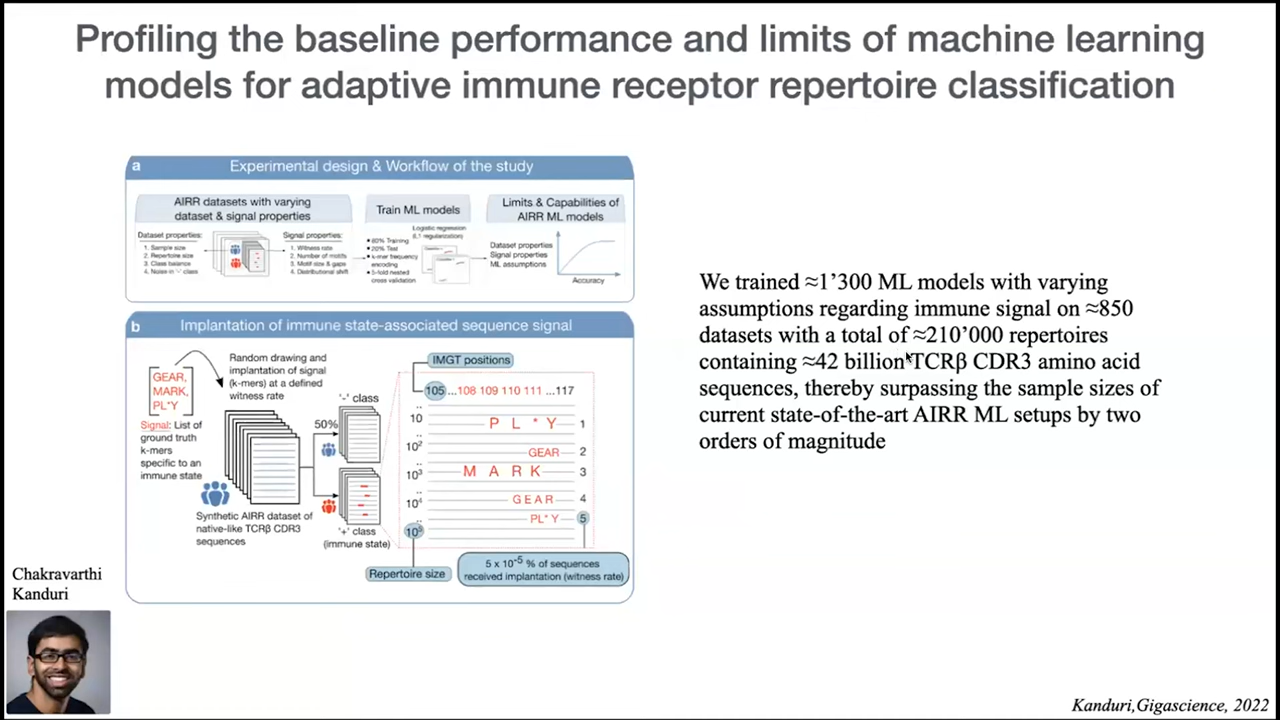 Profiling the baseline performance and limits of machine learning
models for adaptive immune receptor repertoire classification
a
Experimental design & Workflow of the study
AIRR datasets with varying
dataset & signal properties
Dataset properties:
1. Sample size
2. Repertoire size
3. Class balance
4. Noise in '-' class
Signal properties:
1. Witness rate
2. Number of motifs
3. Motif size & gaps
4. Distributional shift
Train ML models
Logistic regression
(L1 regularization)
• 80% Training
• 20% Test
• k-mer frequency
encoding
• 5-fold nested
cross validation
Limits & Capabilities of
AIRR ML models
Dataset properties
Signal properties
ML assumptions
Accuracy
b
Implantation of immune state-associated sequence signal
GEAR,
MARK,
PL*Y
Signal: List of
ground truth
k-mers
specific to an
immune state
Random drawing and
implantation of signal
(k-mers) at a defined
witness rate
Synthetic AIRR dataset of
native-like TCRβ CDR3
sequences
50%
'-' class
'+' class
(immune state)
IMGT positions
105 ...108 109 110 111 ...117
..
10 P L * Y 1
..
10² GEAR 2
..
10³ M A R K 3
..
10⁴ G E A R 4
..
PL* Y 5
10⁵
Repertoire size
5 x 10⁻⁵ % of sequences
received implantation (witness rate)
We trained ≈1’300 ML models with varying
assumptions regarding immune signal on ≈850
datasets with a total of ≈210’000 repertoires
containing ≈42 billion TCRβ CDR3 amino acid
sequences, thereby surpassing the sample sizes of
current state-of-the-art AIRR ML setups by two
orders of magnitude
Chakravarthi
Kanduri
Kanduri,Gigascience, 2022